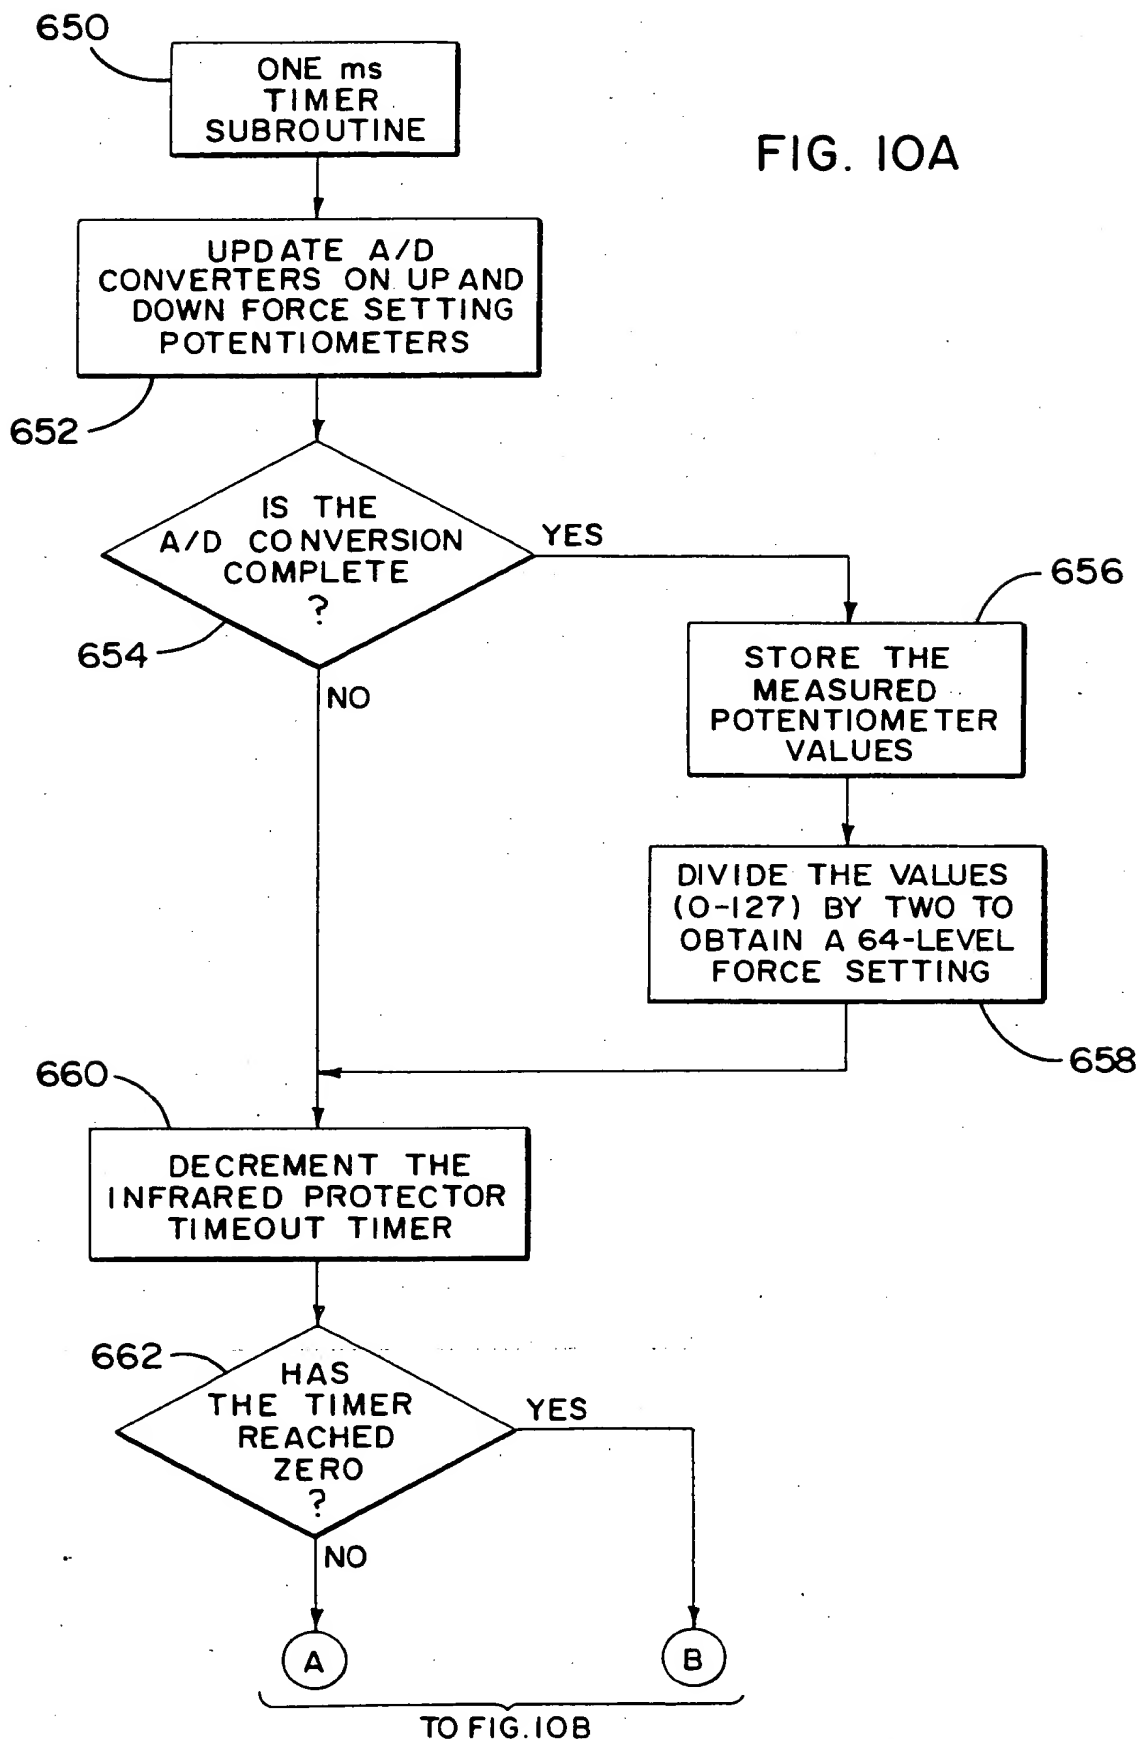 650
ONE ms
TIMER
SUBROUTINE
FIG. 10A
UPDATE A/D
CONVERTERS ON UP AND
DOWN FORCE SETTING
POTENTIOMETERS
652
IS THE
A/D CONVERSION
COMPLETE
?
YES
654
NO
656
STORE THE
MEASURED
POTENTIOMETER
VALUES
DIVIDE THE VALUES
(0-127) BY TWO TO
OBTAIN A 64-LEVEL
FORCE SETTING
658
660
DECREMENT THE
INFRARED PROTECTOR
TIMEOUT TIMER
662
HAS
THE TIMER
REACHED
ZERO
?
YES
NO
A
B
TO FIG. 10B